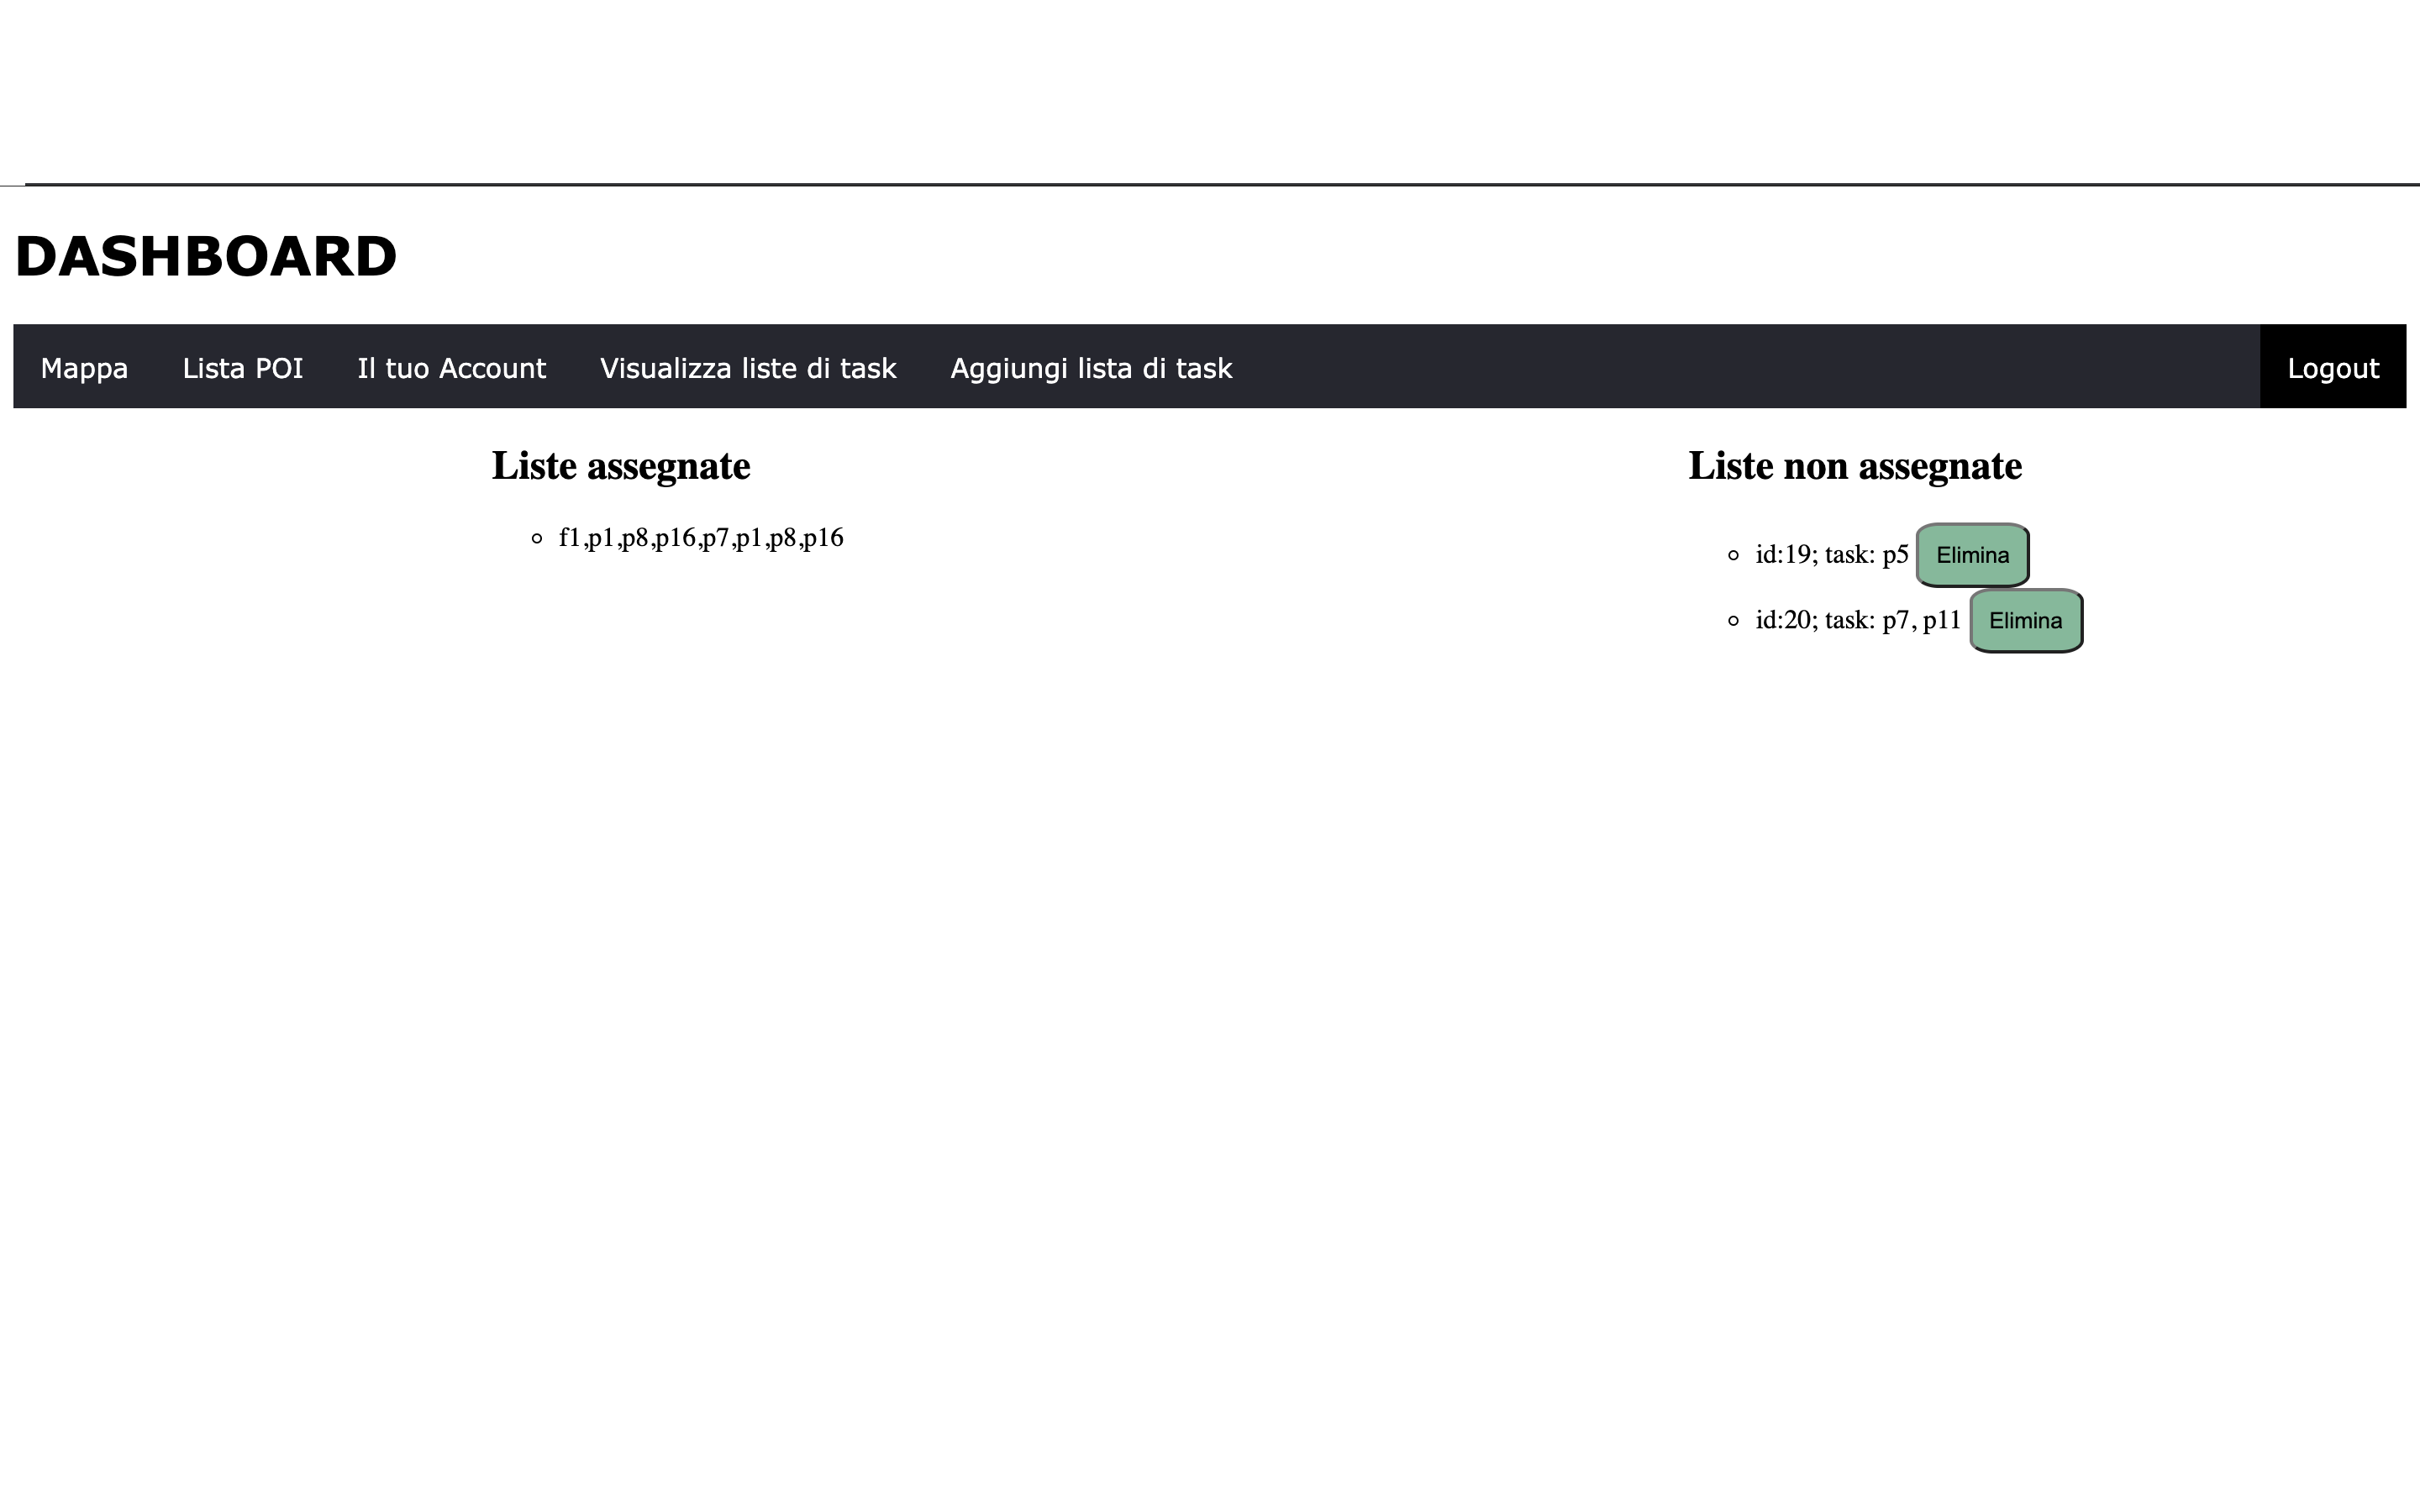 DASHBOARD
Mappa Lista POI Il tuo Account Visualizza liste di task Aggiungi lista di task Logout
Liste assegnate
f1,p1,p8,p16,p7,p1,p8,p16
Liste non assegnate
id:19; task: p5 Elimina
id:20; task: p7, p11 Elimina